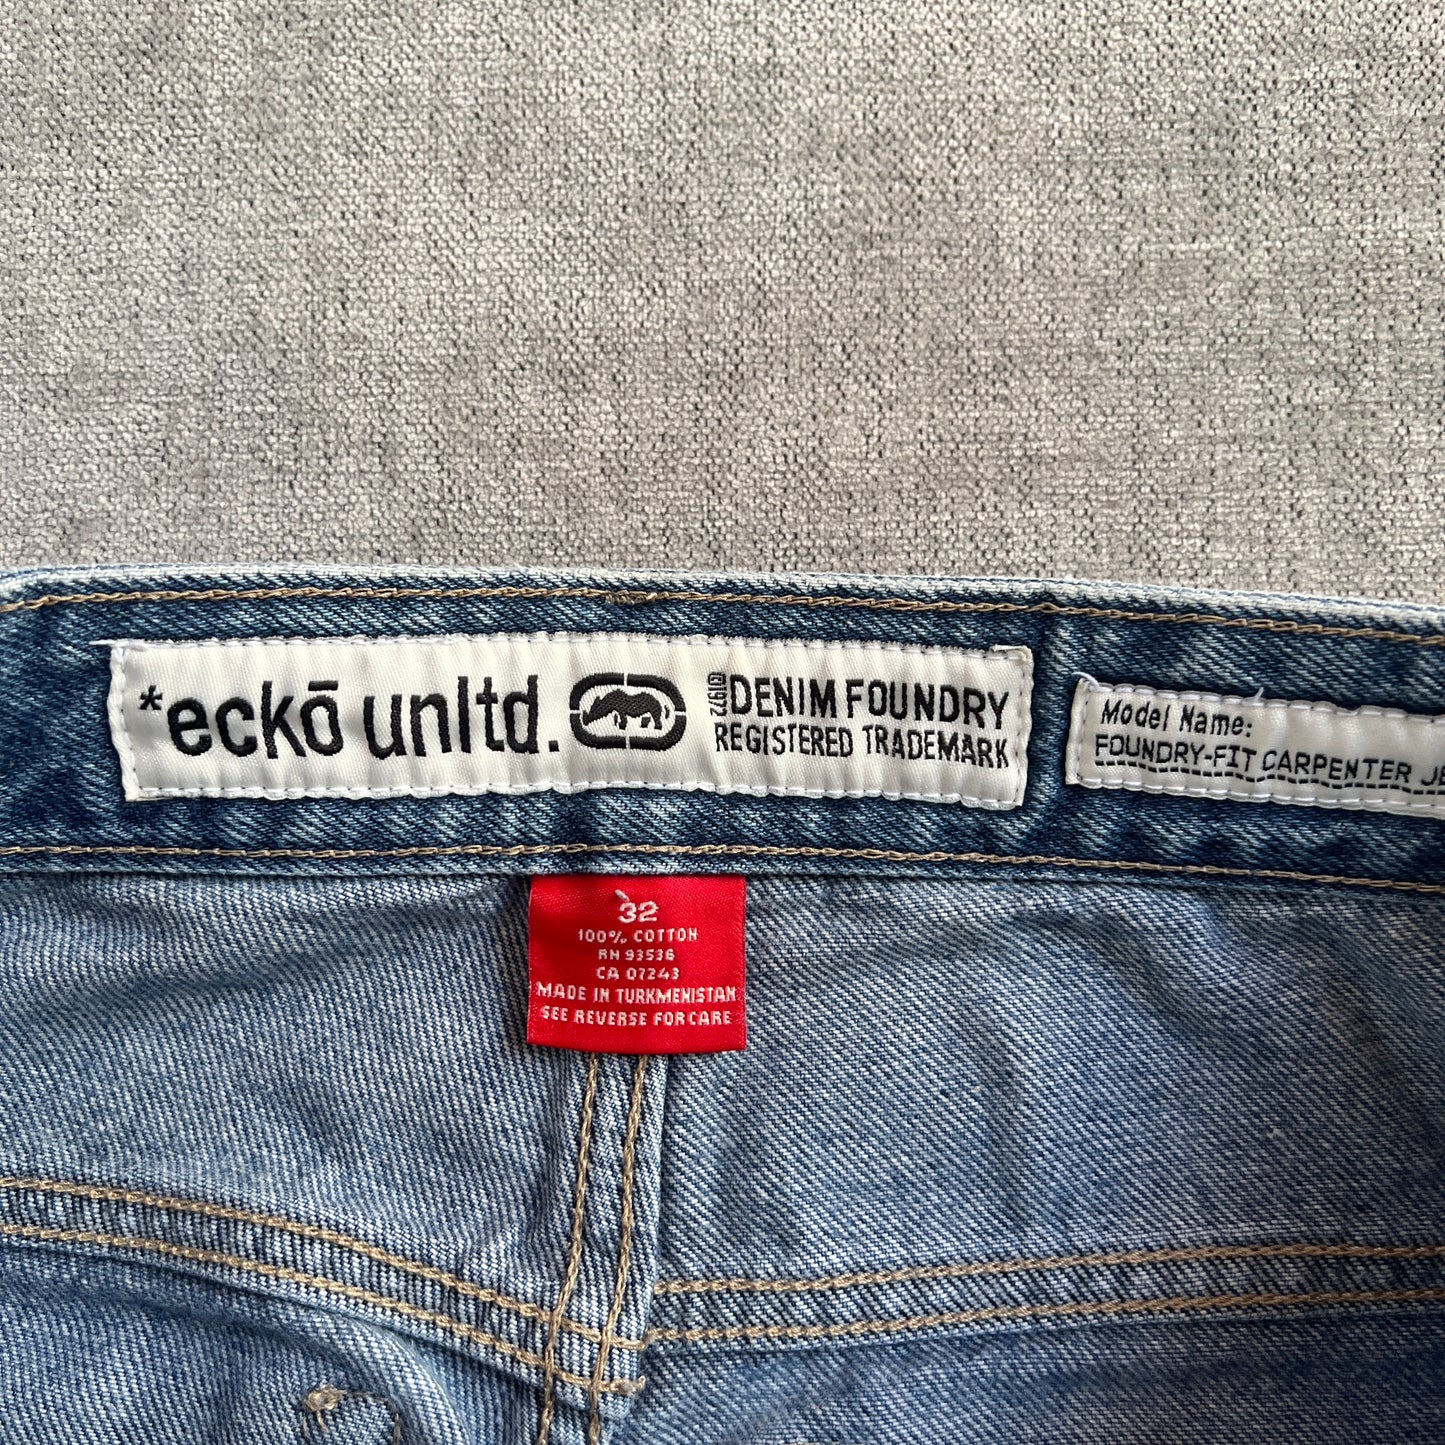 *eckō unltd.
©1972
DENIM FOUNDRY
REGISTERED TRADEMARK
Model Name:
FOUNDRY-FIT CARPENTER JE
32
100% COTTON
RN 93536
CA 07243
MADE IN TURKMENISTAN
SEE REVERSE FOR CARE